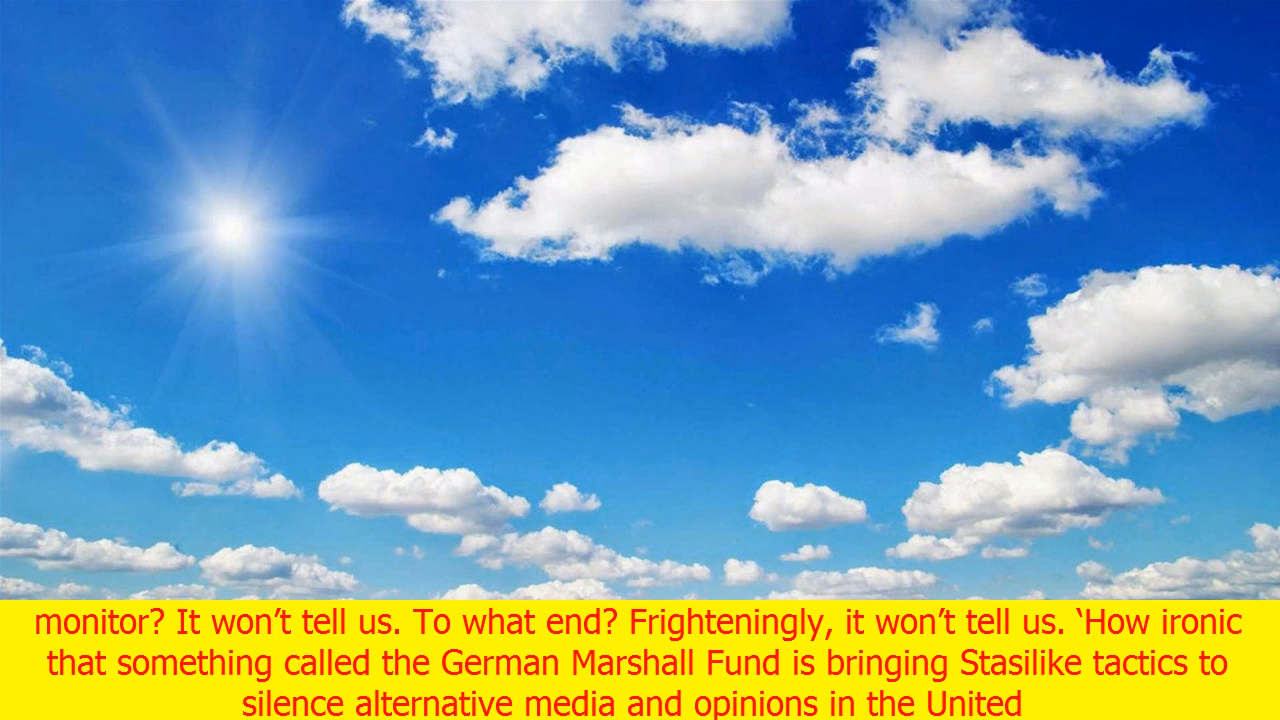 monitor? It won’t tell us. To what end? Frighteningly, it won’t tell us. ‘How ironic
that something called the German Marshall Fund is bringing Stasilike tactics to
silence alternative media and opinions in the United